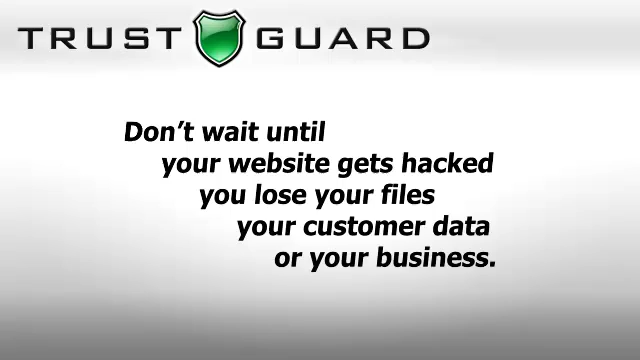 TRUST GUARD
Don't wait until
your website gets hacked
you lose your files
your customer data
or your business.